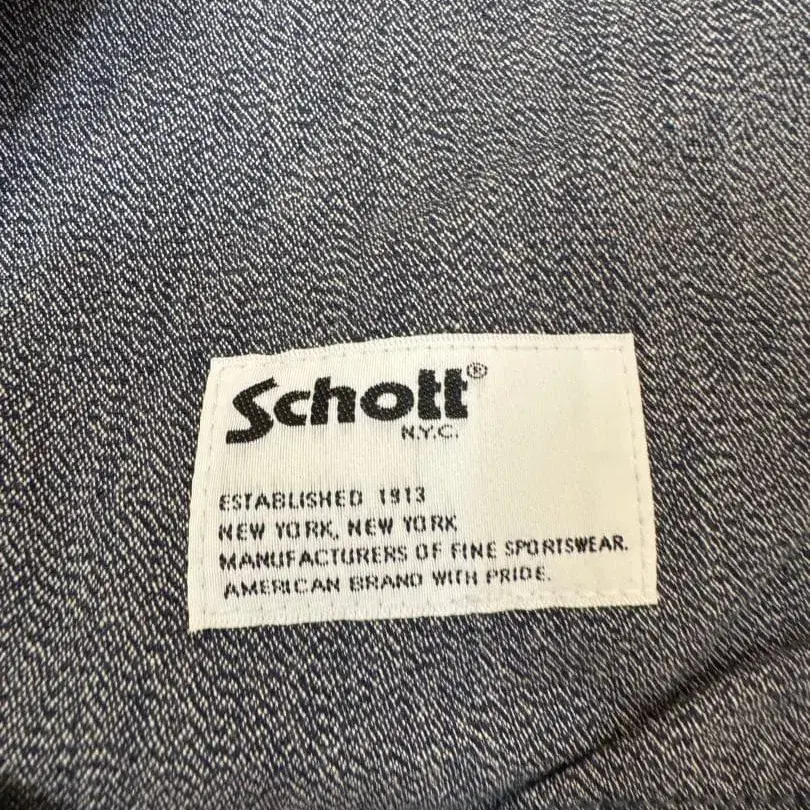 Schott®
N.Y.C.
ESTABLISHED 1913
NEW YORK, NEW YORK
MANUFACTURERS OF FINE SPORTSWEAR.
AMERICAN BRAND WITH PRIDE.